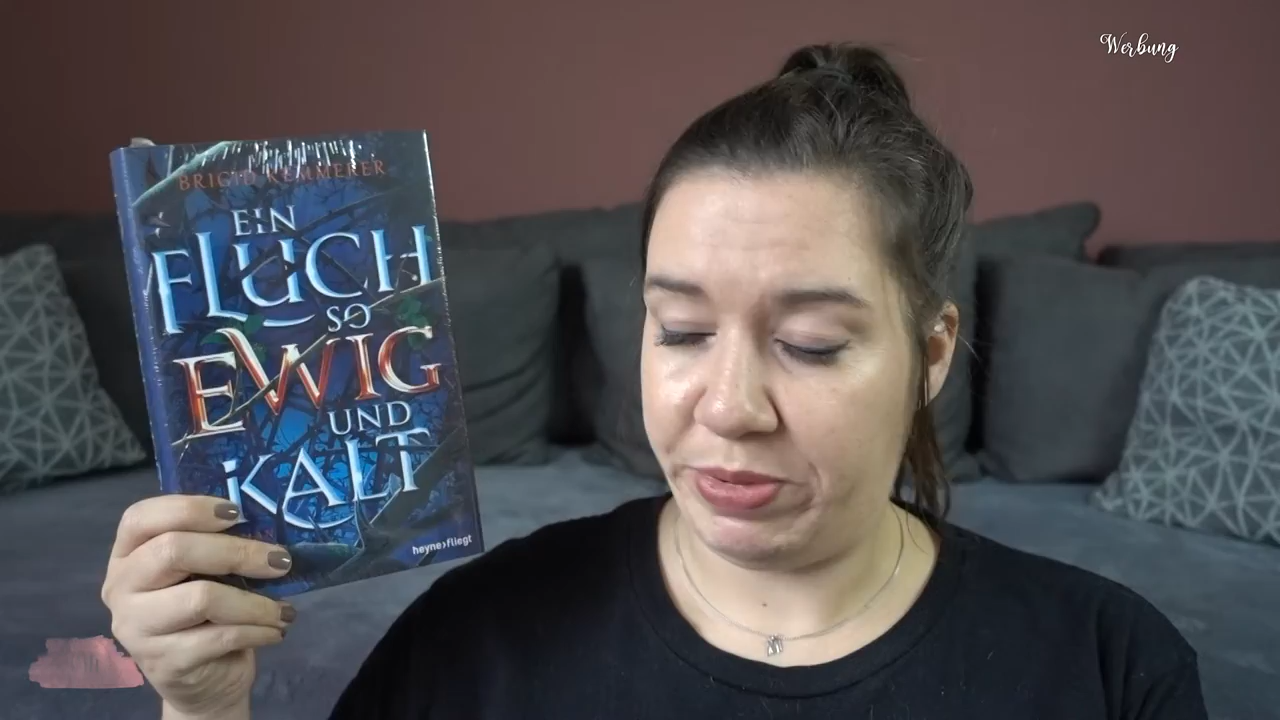 Werbung
BRIGID KEMMERER
EIN
FLUCH
SO
EWIG
UND
KALT
heyne>fliegt